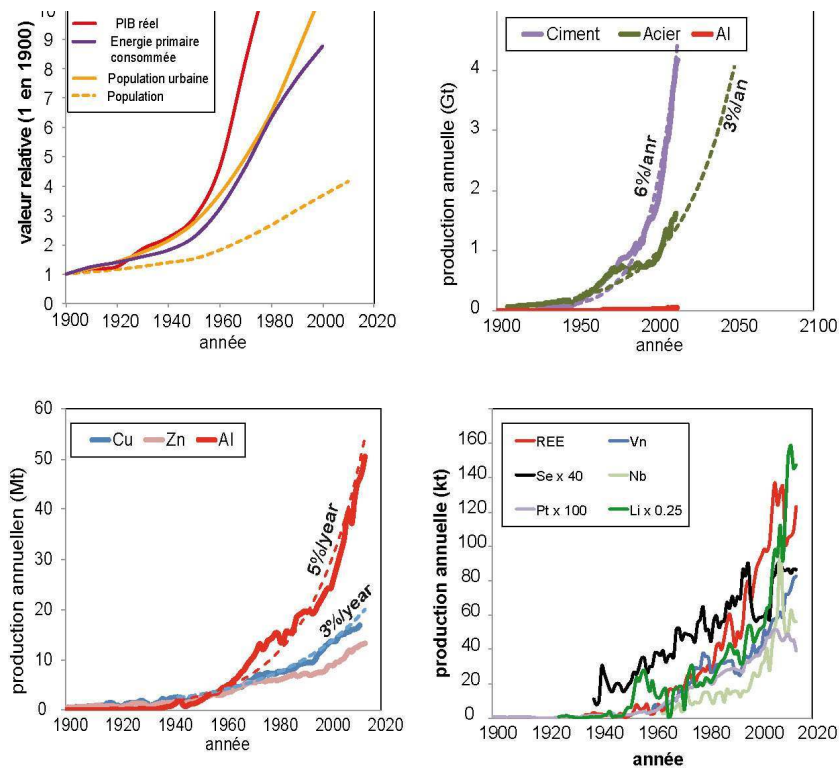 10
9
8
7
6
5
4
3
2
1
0
valeur relative (1 en 1900)
PIB réel
Energie primaire
consommée
Population urbaine
Population
1900 1920 1940 1960 1980 2000 2020
année
4
3
2
1
0
production annuelle (Gt)
Ciment Acier Al
6%/anr
3%/an
1900 1950 2000 2050 2100
année
60
50
40
30
20
10
0
production annuellen (Mt)
Cu Zn Al
5%/year
3%/year
1900 1920 1940 1960 1980 2000 2020
année
160
140
120
100
80
60
40
20
0
production annuelle (kt)
REE Vn
Se x 40 Nb
Pt x 100 Li x 0.25
1900 1920 1940 1960 1980 2000 2020
année